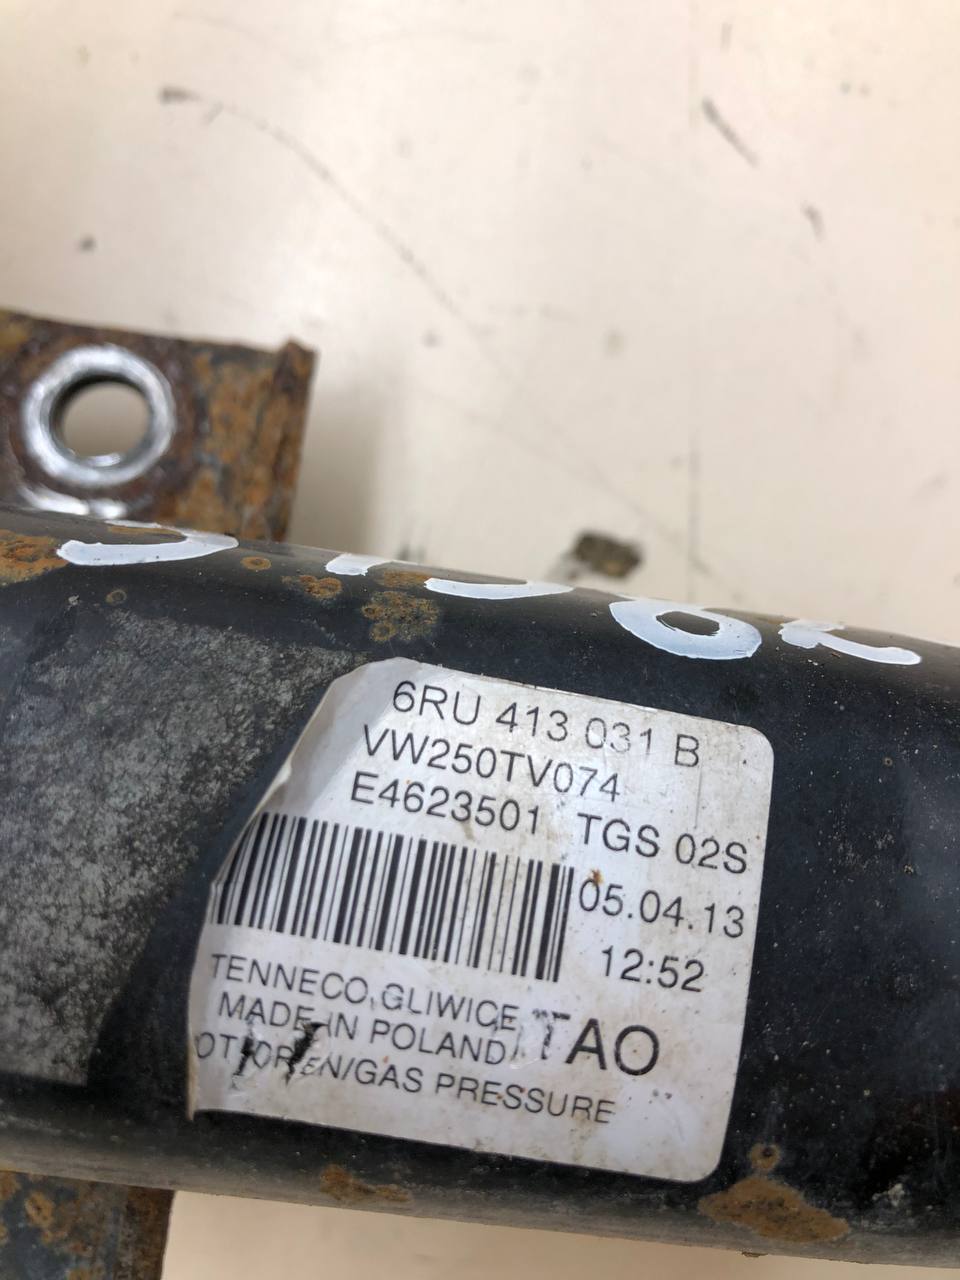 6RU 413 031 B
VW250TV074
E4623501 TGS 02S
05.04.13
12:52
TENNECO, GLIWICE
MADE IN POLAND TAO
GAS PRESSURE